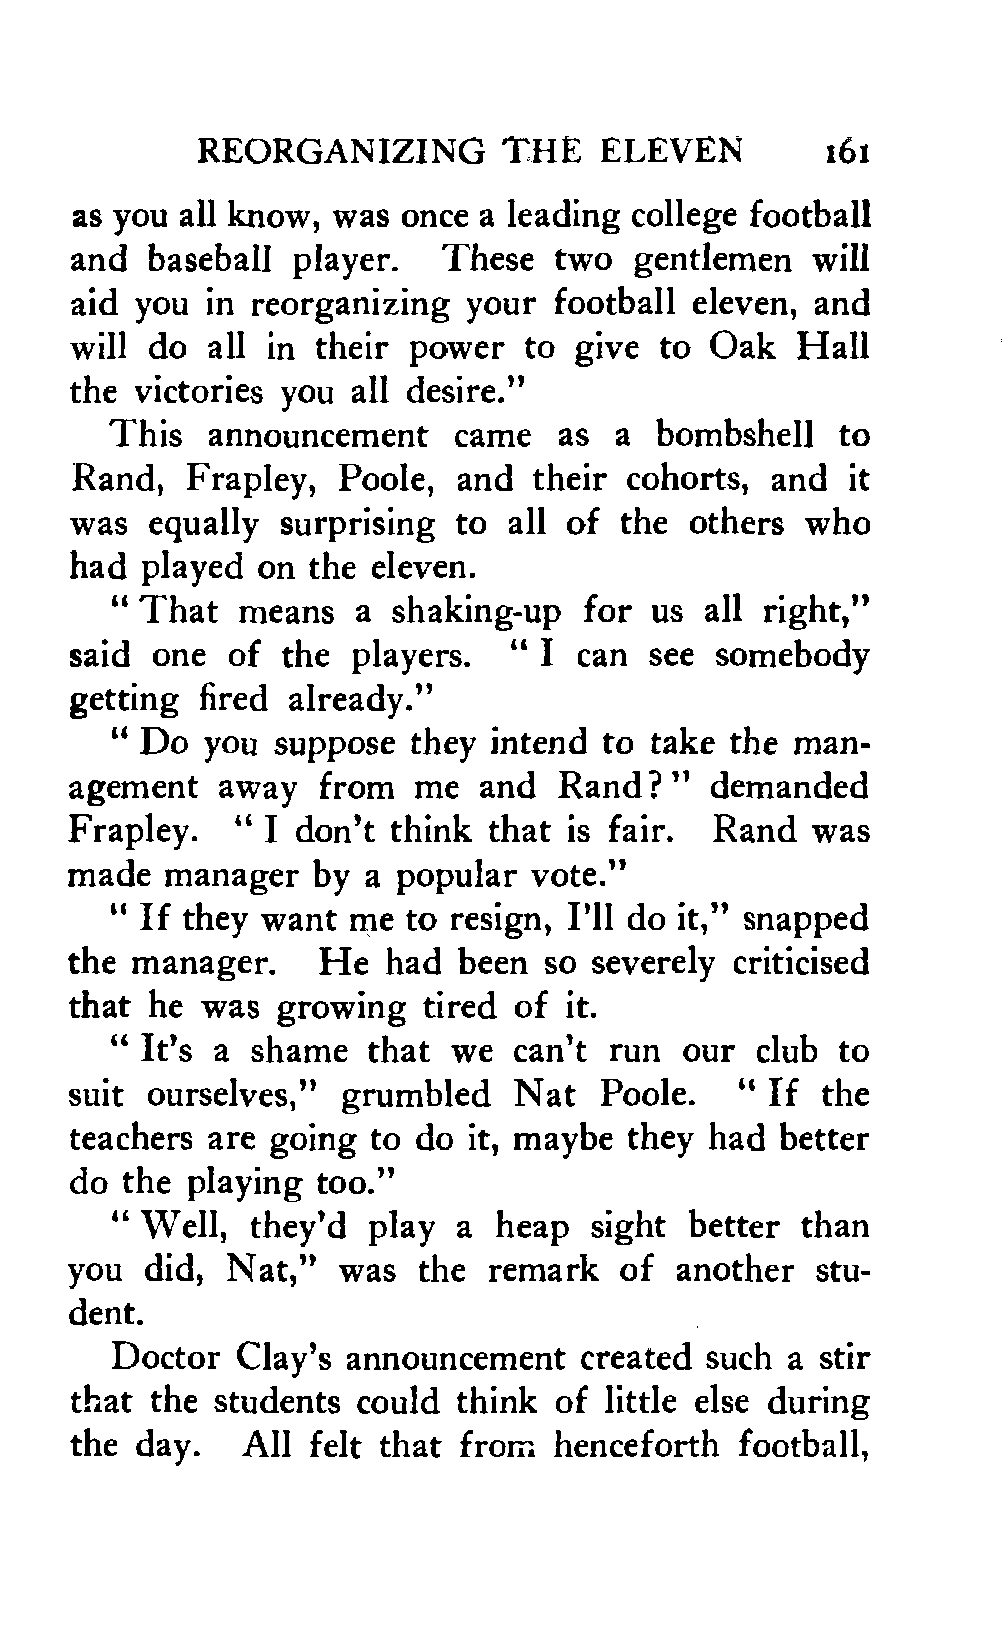 REORGANIZING THE ELEVEN 161
as you all know, was once a leading college football
and baseball player. These two gentlemen will
aid you in reorganizing your football eleven, and
will do all in their power to give to Oak Hall
the victories you all desire."
This announcement came as a bombshell to
Rand, Frapley, Poole, and their cohorts, and it
was equally surprising to all of the others who
had played on the eleven.
" That means a shaking-up for us all right,"
said one of the players. " I can see somebody
getting fired already."
" Do you suppose they intend to take the man-
agement away from me and Rand? " demanded
Frapley. " I don't think that is fair. Rand was
made manager by a popular vote."
" If they want me to resign, I'll do it," snapped
the manager. He had been so severely criticised
that he was growing tired of it.
" It's a shame that we can't run our club to
suit ourselves," grumbled Nat Poole. " If the
teachers are going to do it, maybe they had better
do the playing too."
" Well, they'd play a heap sight better than
you did, Nat," was the remark of another stu-
dent.
Doctor Clay's announcement created such a stir
that the students could think of little else during
the day. All felt that from henceforth football,